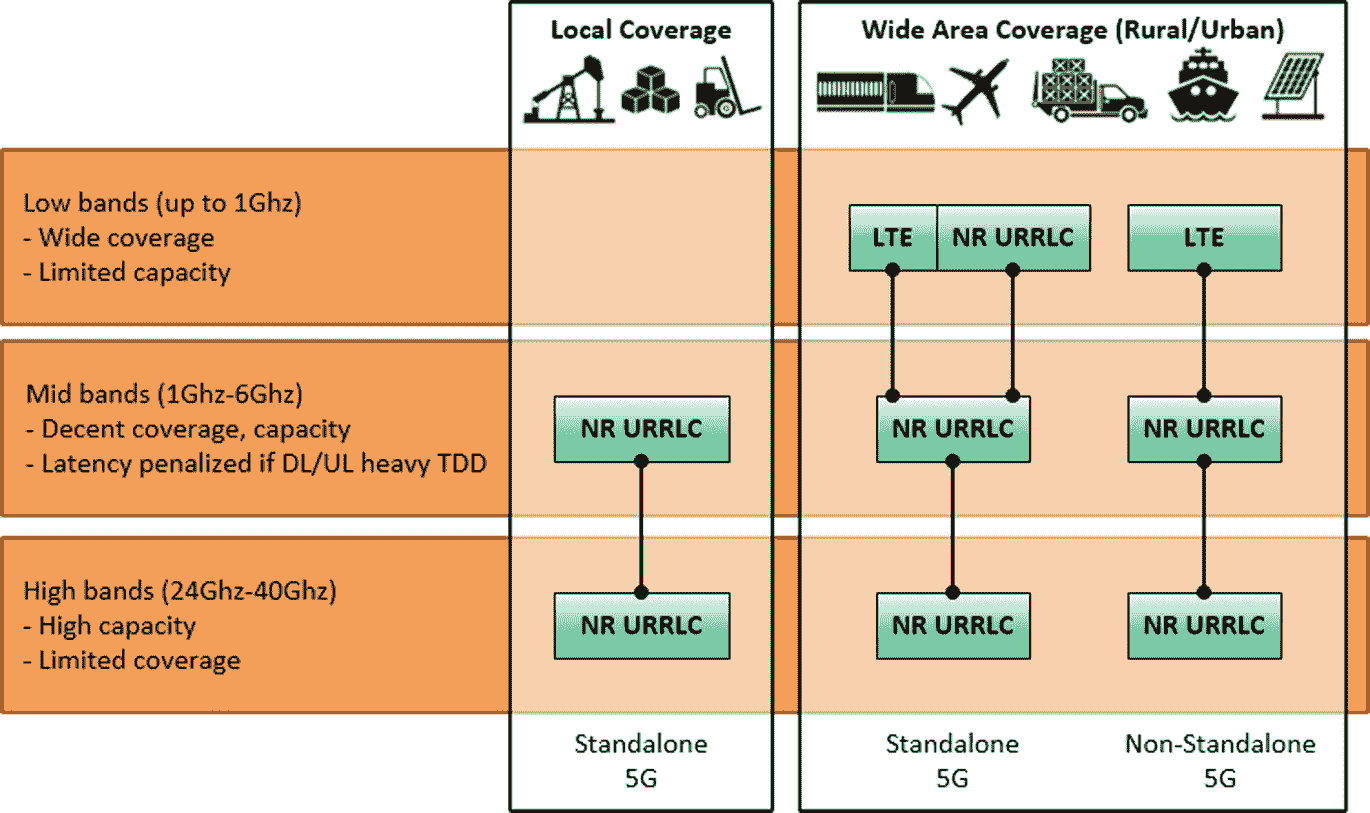 Local Coverage
Wide Area Coverage (Rural/Urban)
Low bands (up to 1Ghz)
- Wide coverage
- Limited capacity
LTE
NR URRLC
LTE
Mid bands (1Ghz-6Ghz)
- Decent coverage, capacity
- Latency penalized if DL/UL heavy TDD
NR URRLC
NR URRLC
NR URRLC
High bands (24Ghz-40Ghz)
- High capacity
- Limited coverage
NR URRLC
NR URRLC
NR URRLC
Standalone
5G
Standalone
5G
Non-Standalone
5G